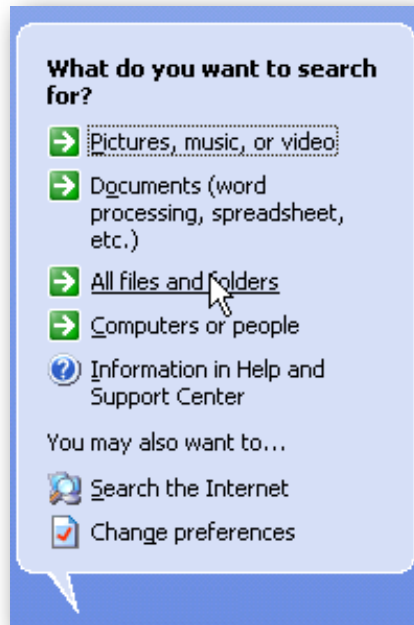 What do you want to search
for?
Pictures, music, or video
Documents (word
processing, spreadsheet,
etc.)
All files and folders
Computers or people
Information in Help and
Support Center
You may also want to...
Search the Internet
Change preferences